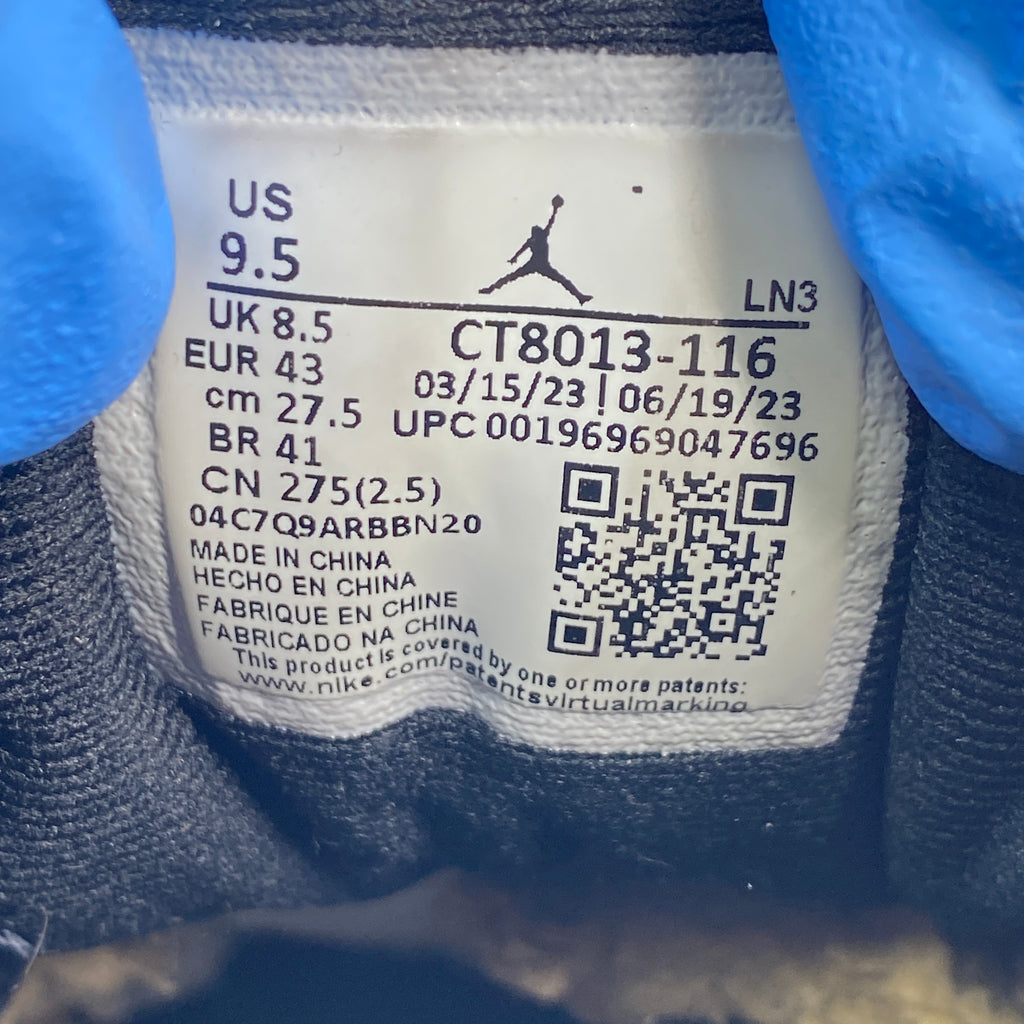 US
9.5
LN3
UK 8.5
CT8013-116
EUR 43
03/15/23 | 06/19/23
cm 27.5
UPC 00196969047696
BR 41
CN 275(2.5)
04C7Q9ARBBN20
MADE IN CHINA
HECHO EN CHINA
FABRIQUE EN CHINE
FABRICADO NA CHINA
This product is covered by one or more patents:
www.nike.com/patentsvirtualmarking